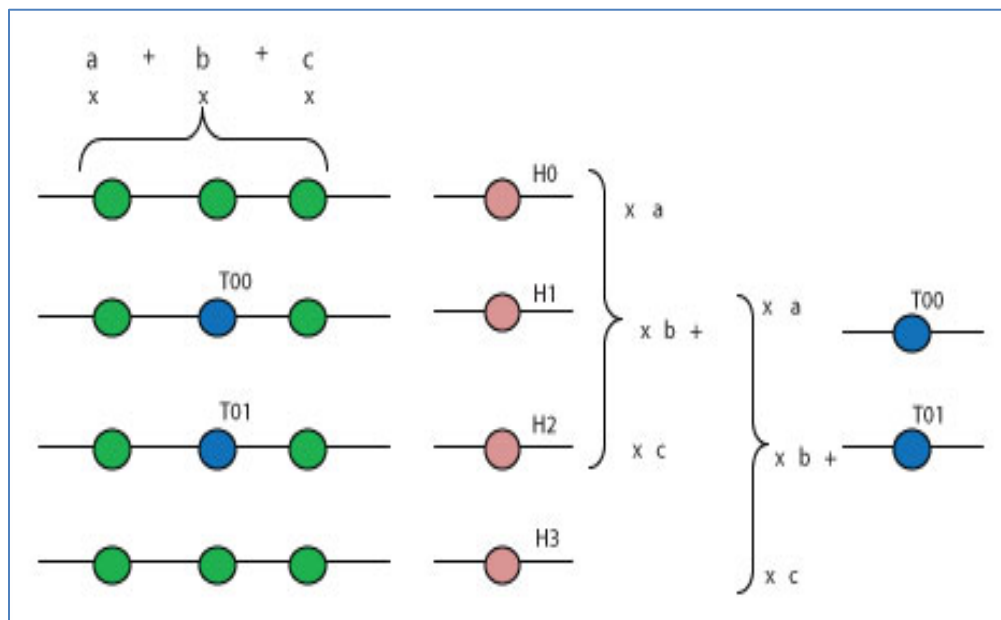 a + b + c
x x x
H0
x a
T00
H1
x a
T00
x b +
T01
H2
T01
x c
x b +
H3
x c